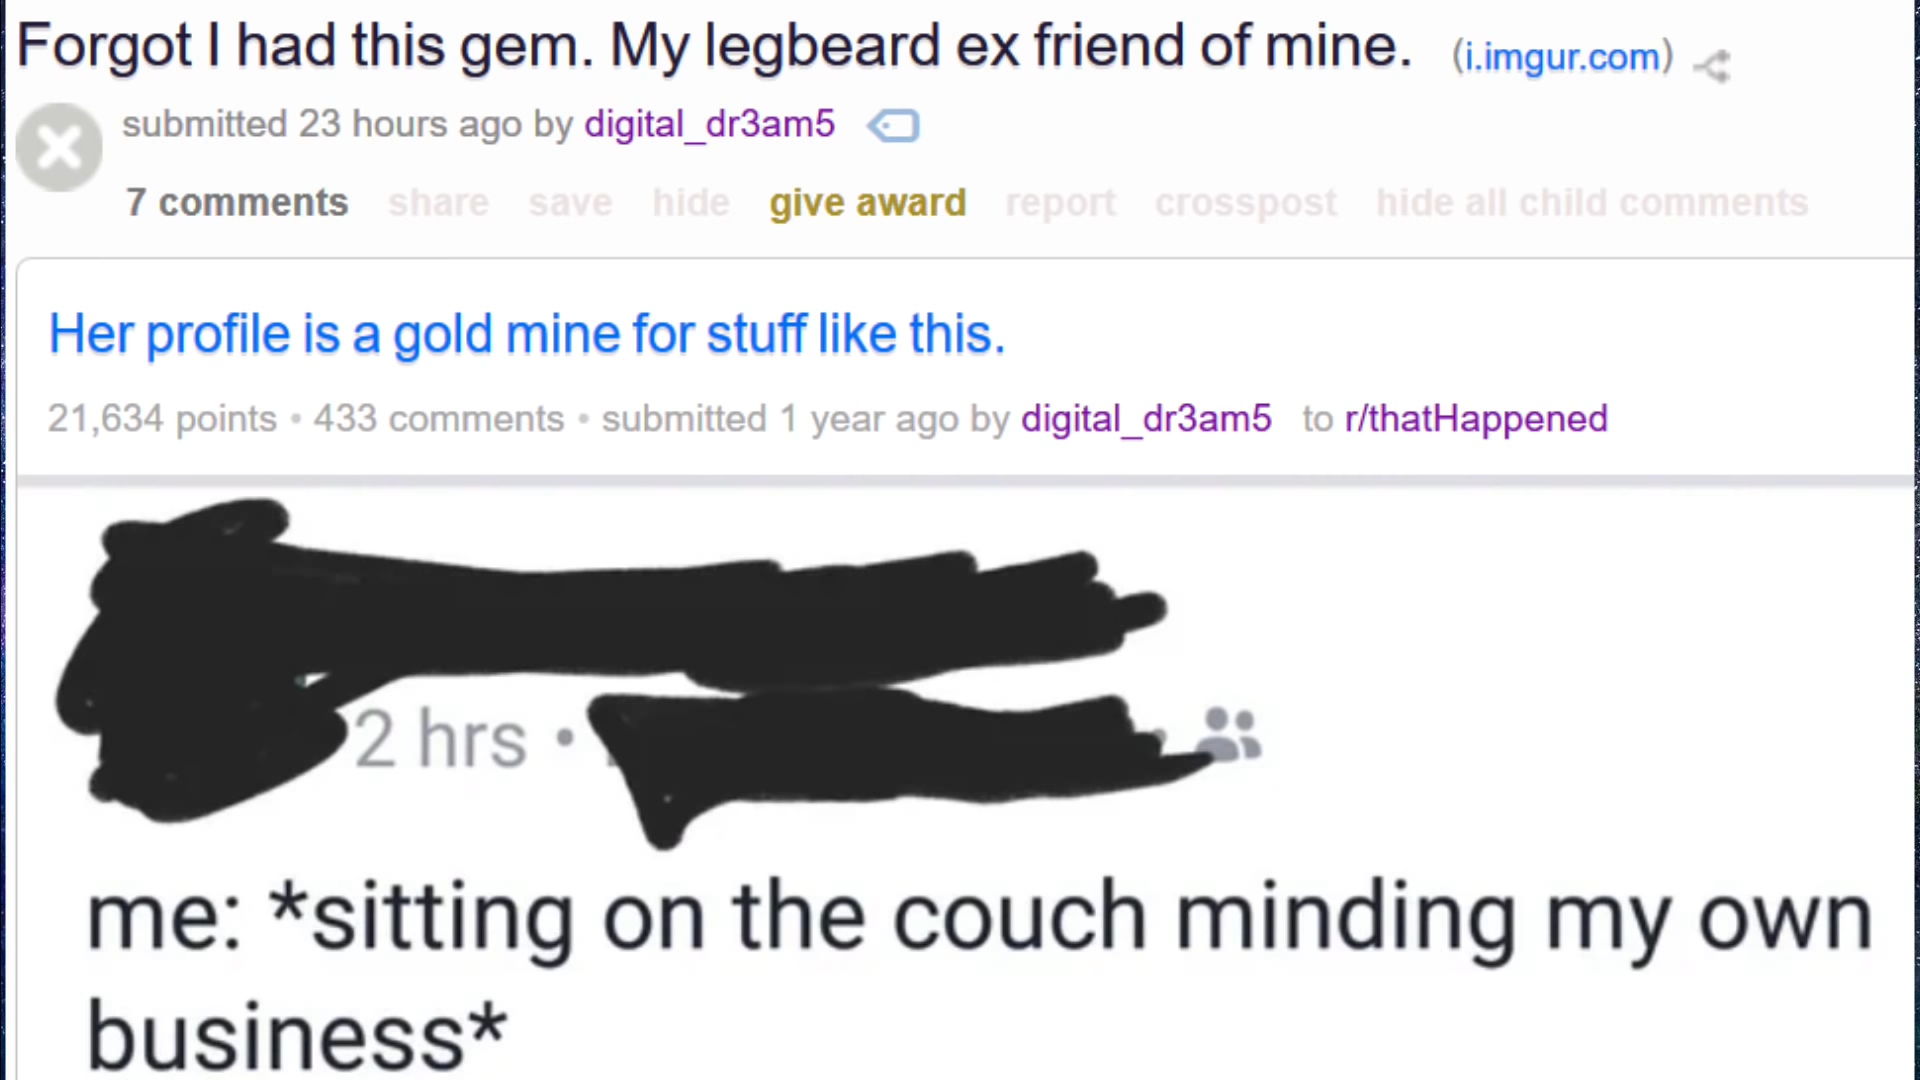 Forgot I had this gem. My legbeard ex friend of mine. (i.imgur.com)
submitted 23 hours ago by digital_dr3am5
7 comments share save hide give award report crosspost hide all child comments
Her profile is a gold mine for stuff like this.
21,634 points • 433 comments • submitted 1 year ago by digital_dr3am5 to r/thatHappened
2 hrs •
me: *sitting on the couch minding my own
business*